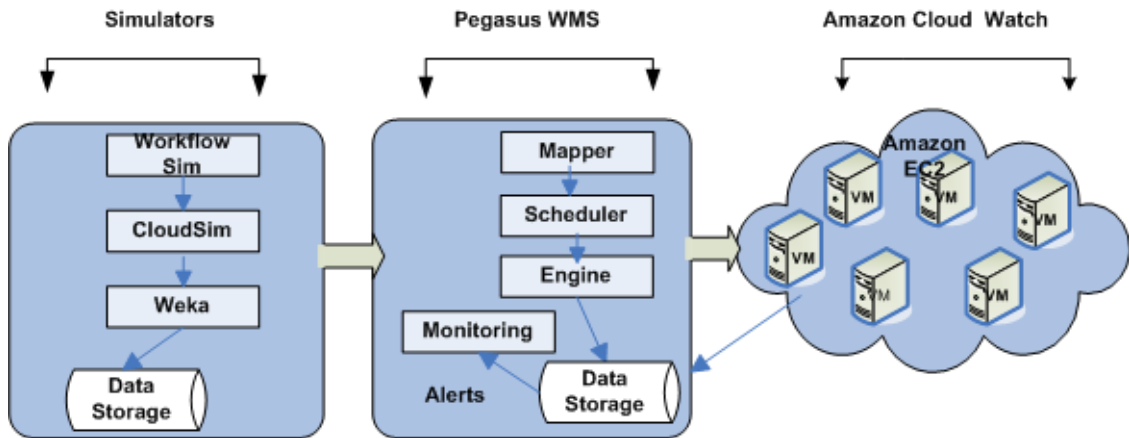 Simulators
Pegasus WMS
Amazon Cloud Watch
Workflow
Sim
CloudSim
Weka
Data
Storage
Mapper
Scheduler
Engine
Monitoring
Alerts
Data
Storage
Amazon
EC2
VM
VM
VM
VM
VM
VM